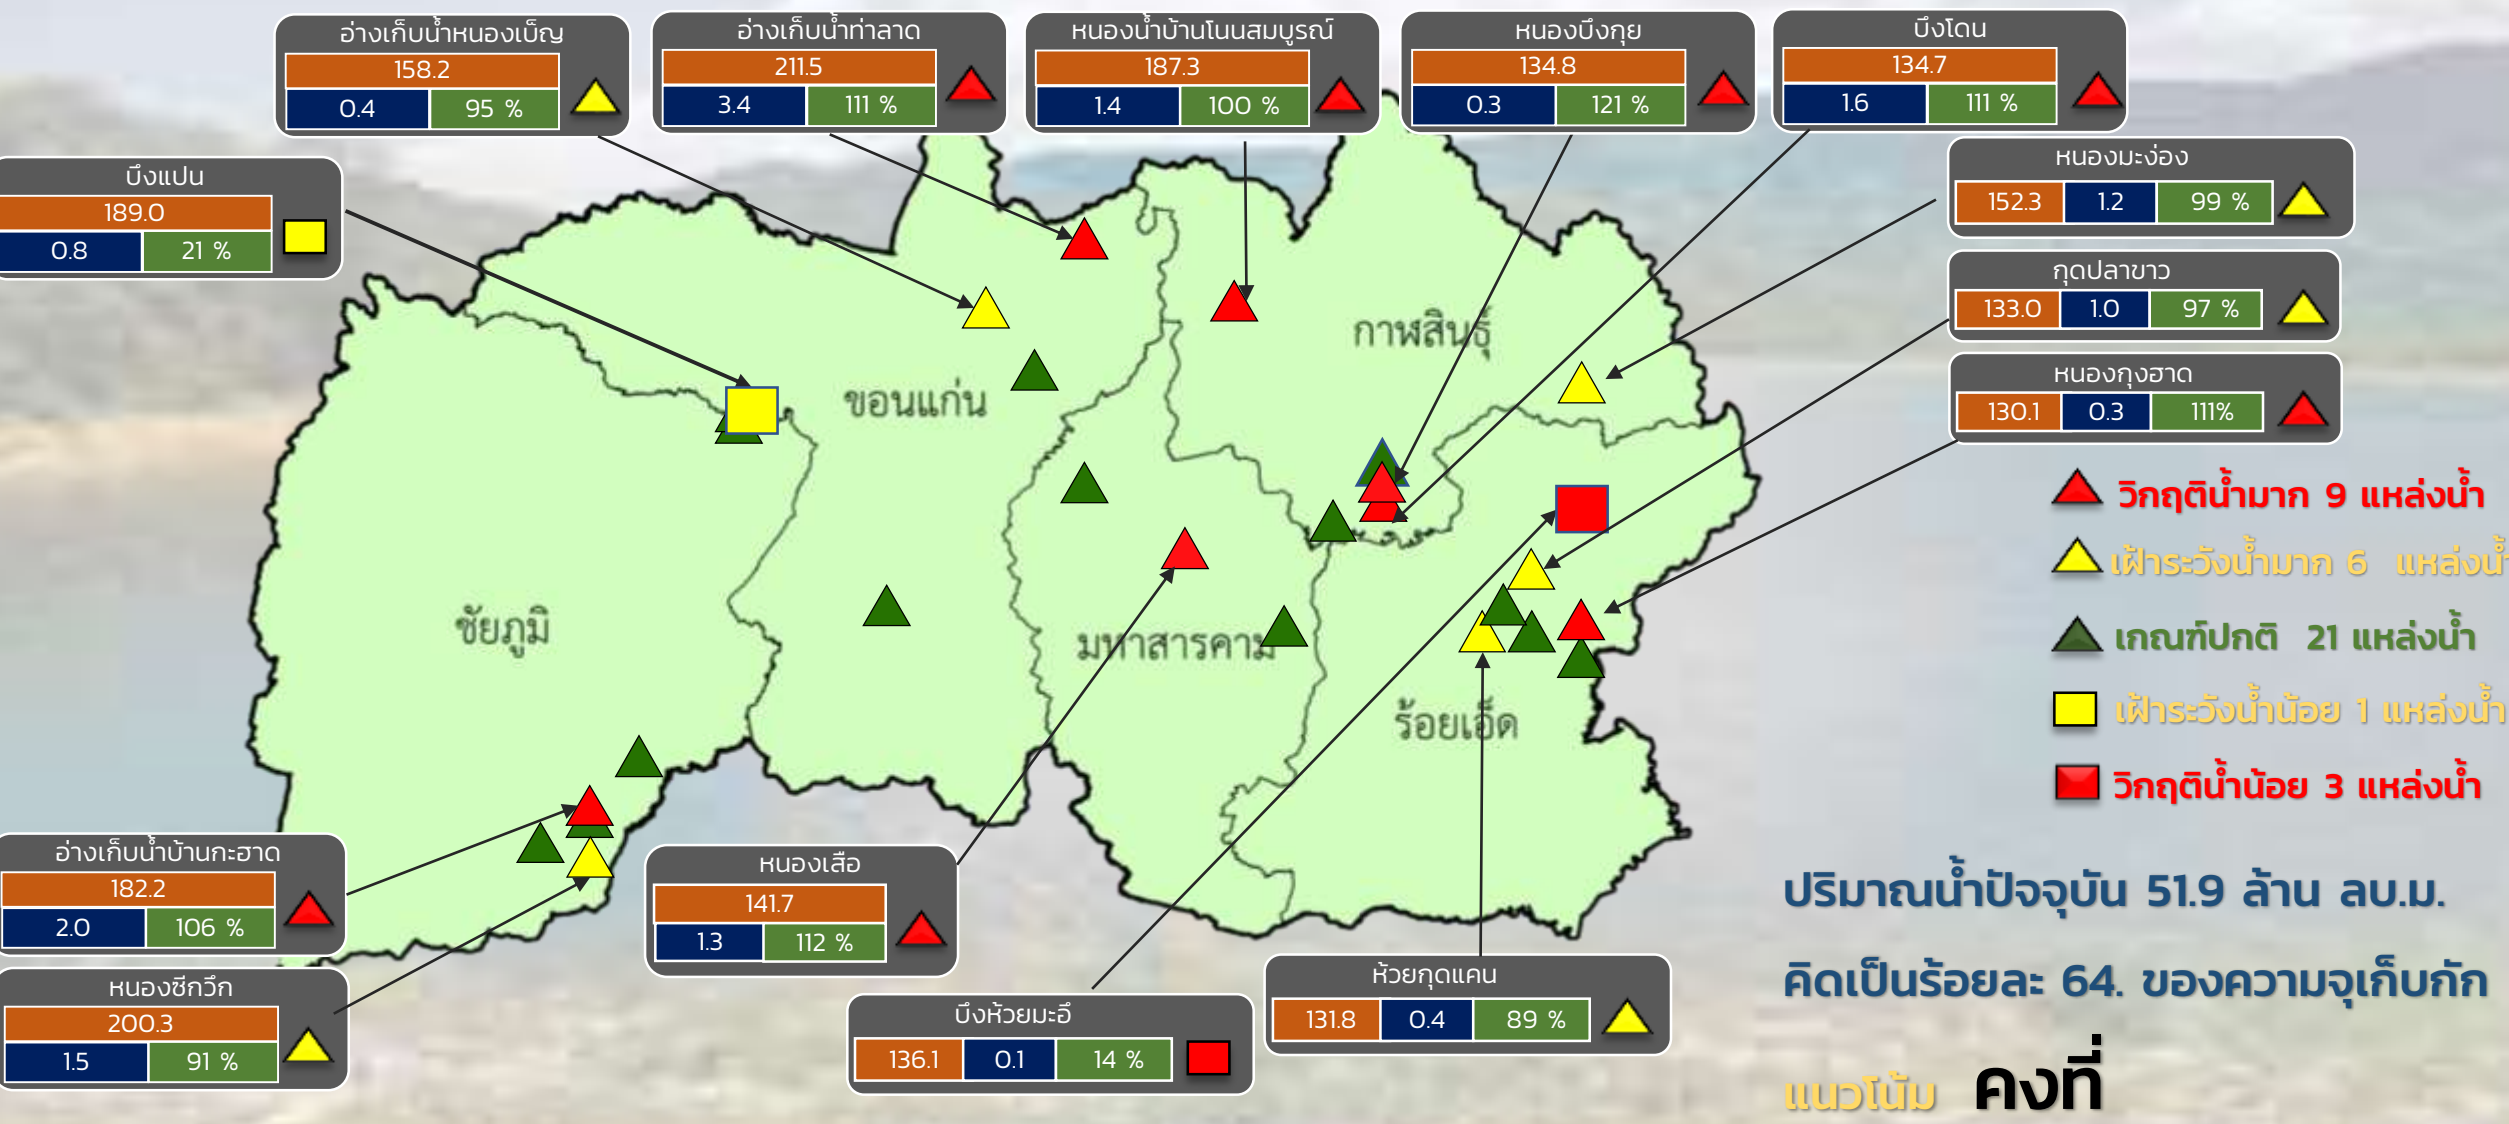 อ่างเก็บน้ำหนองเบ็ญ
158.2
0.4 95 %
อ่างเก็บน้ำท่าลาด
211.5
3.4 111 %
หนองน้ำบ้านโนนสมบูรณ์
187.3
1.4 100 %
หนองบึงกุย
134.8
0.3 121 %
บึงโดน
134.7
1.6 111 %
บึงแปน
189.0
0.8 21 %
หนองมะง่อง
152.3 1.2 99 %
กุดปลาขาว
133.0 1.0 97 %
หนองกุงฮาด
130.1 0.3 111%
กาฬสินธุ์
ขอนแก่น
ชัยภูมิ
มหาสารคาม
ร้อยเอ็ด
วิกฤติน้ำมาก 9 แหล่งน้ำ
เฝ้าระวังน้ำมาก 6 แหล่งน้ำ
เกณฑ์ปกติ 21 แหล่งน้ำ
เฝ้าระวังน้ำน้อย 1 แหล่งน้ำ
วิกฤติน้ำน้อย 3 แหล่งน้ำ
อ่างเก็บน้ำบ้านกะฮาด
182.2
2.0 106 %
หนองซีกวึก
200.3
1.5 91 %
หนองเสือ
141.7
1.3 112 %
บึงห้วยมะอึ
136.1 0.1 14 %
ห้วยกุดแคน
131.8 0.4 89 %
ปริมาณน้ำปัจจุบัน 51.9 ล้าน ลบ.ม.
คิดเป็นร้อยละ 64. ของความจุเก็บกัก
แนวโน้ม คงที่